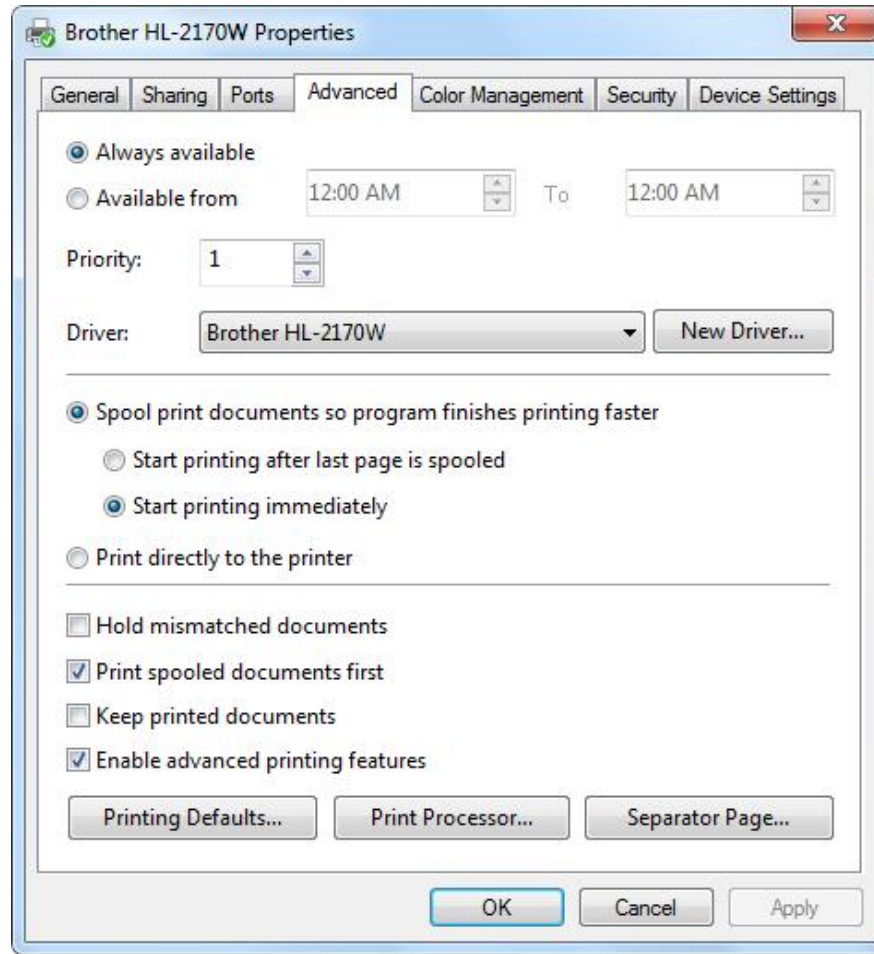 Brother HL-2170W Properties
General Sharing Ports Advanced Color Management Security Device Settings
Always available
Available from 12:00 AM To 12:00 AM
Priority: 1
Driver: Brother HL-2170W New Driver...
Spool print documents so program finishes printing faster
Start printing after last page is spooled
Start printing immediately
Print directly to the printer
Hold mismatched documents
Print spooled documents first
Keep printed documents
Enable advanced printing features
Printing Defaults... Print Processor... Separator Page...
OK Cancel Apply